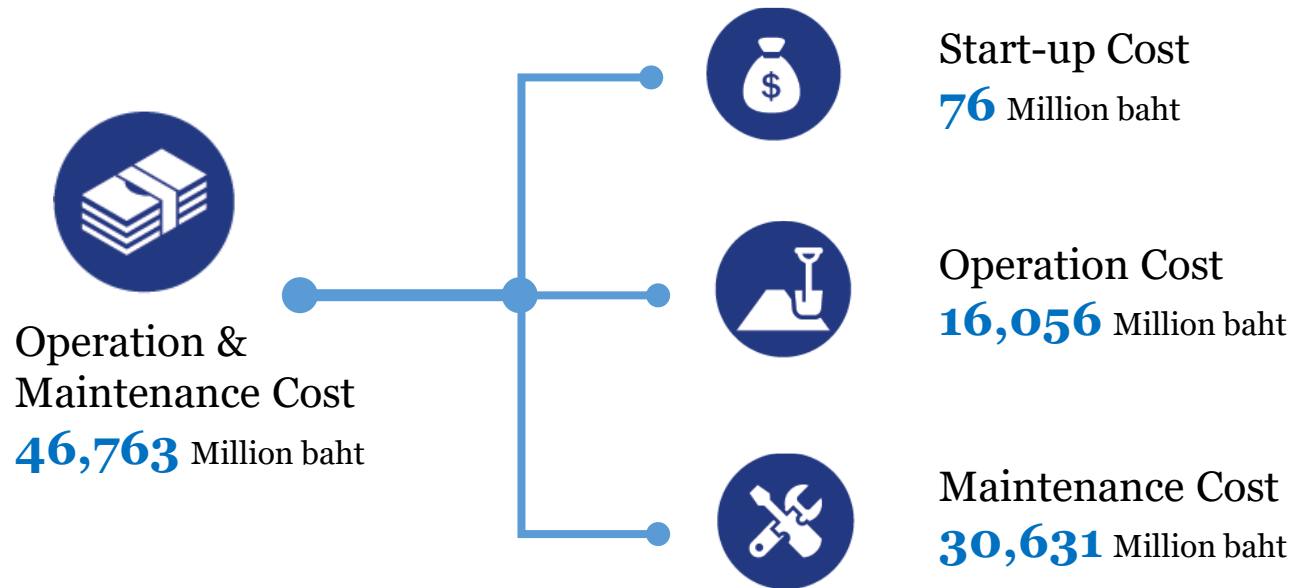 $
Start-up Cost
76 Million baht
Operation Cost
16,056 Million baht
Operation &
Maintenance Cost
46,763 Million baht
Maintenance Cost
30,631 Million baht